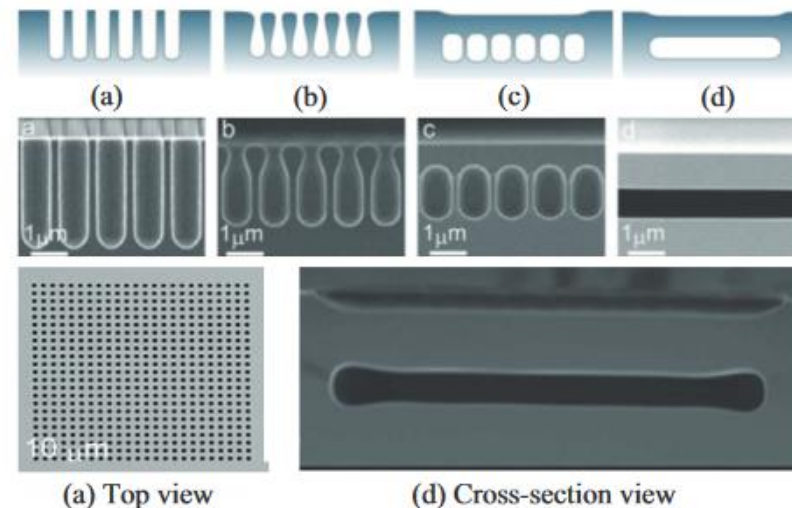 (a) (b) (c) (d)
a b c d
1μm 1μm 1μm 1μm
10 μm
(a) Top view (d) Cross-section view